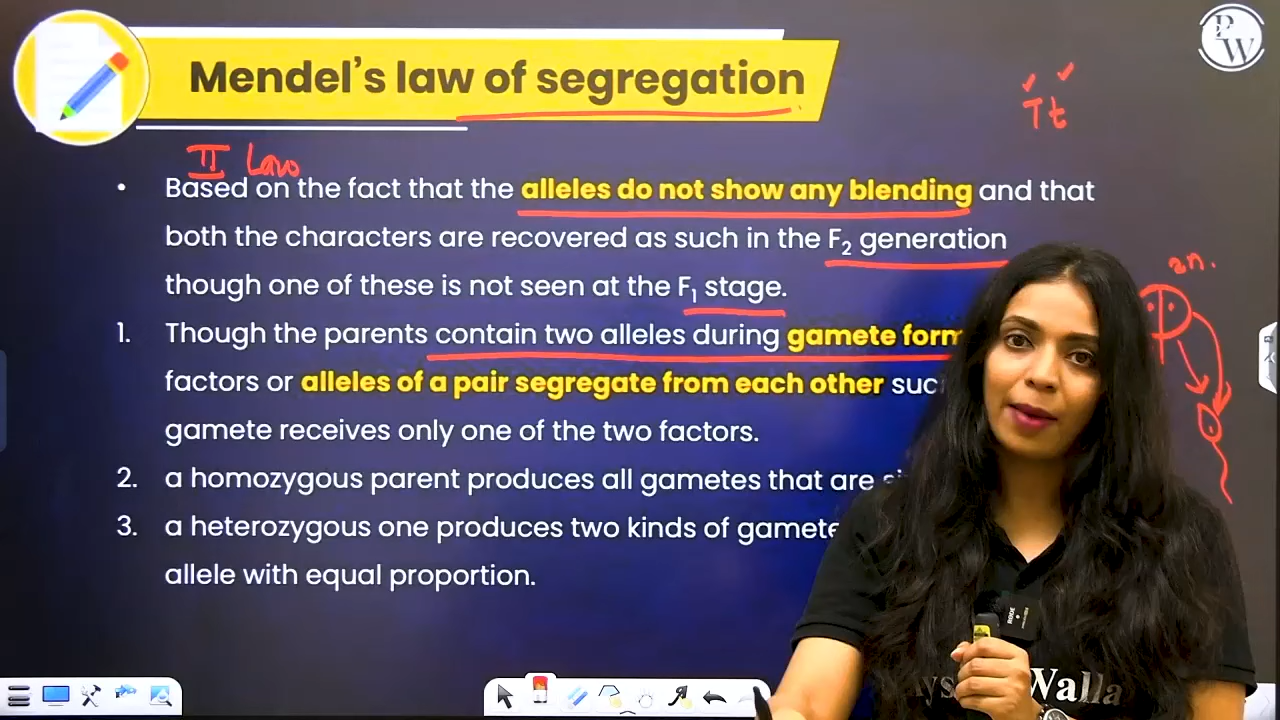 Mendel's law of segregation
PW
Tt
II Law
• Based on the fact that the alleles do not show any blending and that
both the characters are recovered as such in the F₂ generation
though one of these is not seen at the F₁ stage.
2n.
1. Though the parents contain two alleles during gamete form
factors or alleles of a pair segregate from each other suc
gamete receives only one of the two factors.
2. a homozygous parent produces all gametes that are
3. a heterozygous one produces two kinds of gamete
allele with equal proportion.
RODE
Walla